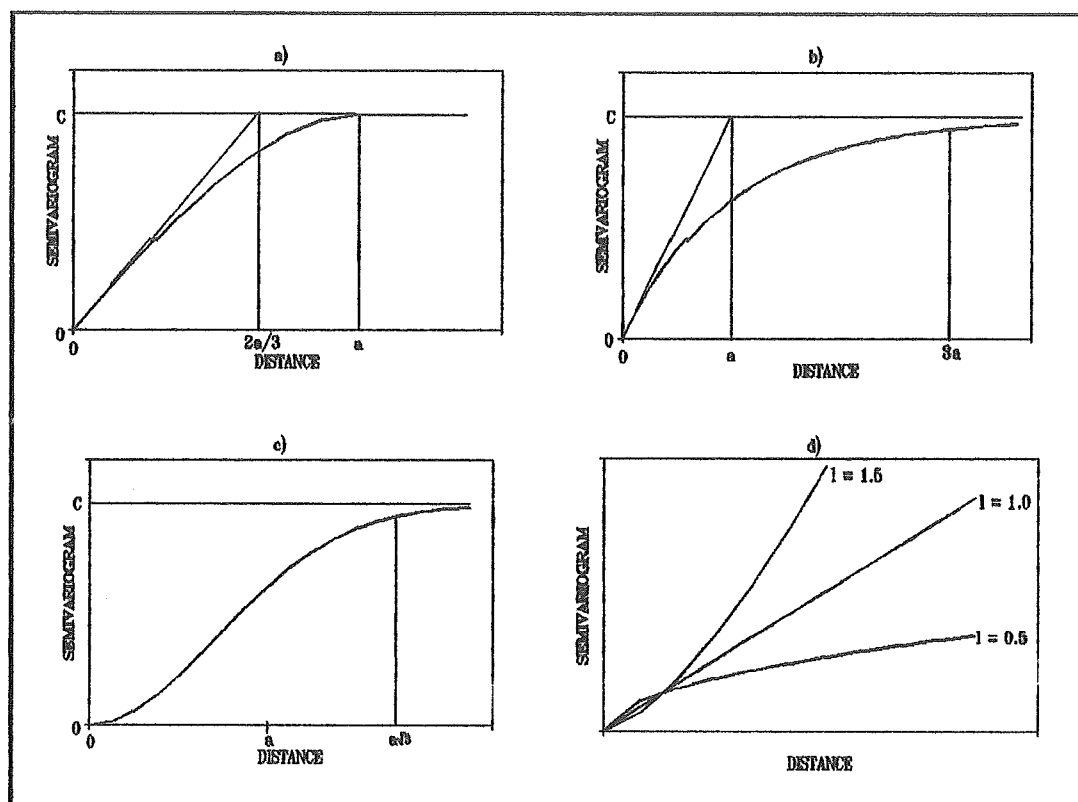 a)
C
SEMIVARIOGRAM
0
0
2a/3
a
DISTANCE
b)
C
SEMIVARIOGRAM
0
0
a
3a
DISTANCE
c)
C
SEMIVARIOGRAM
0
0
a
a√3
DISTANCE
d)
l = 1.5
l = 1.0
l = 0.5
SEMIVARIOGRAM
DISTANCE